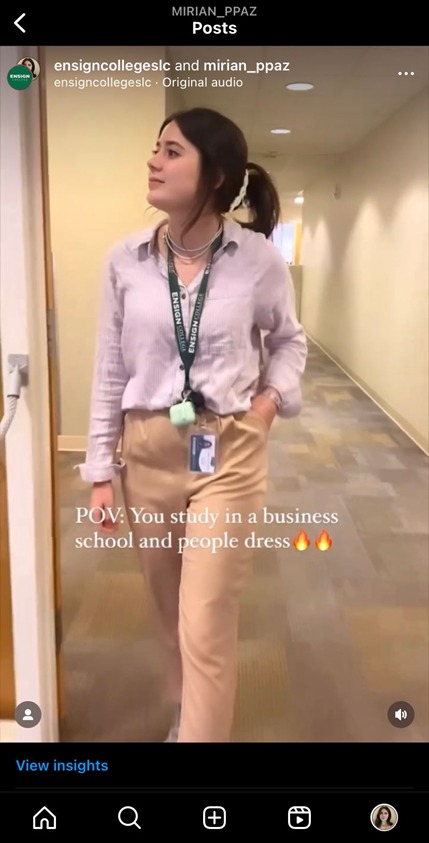 MIRIAN_PPAZ
Posts
ensigncollegeslc and mirian_ppaz
ensigncollegeslc · Original audio
ENSIGN
ENSIGN
ENSIGN COLLEGE
POV: You study in a business
school and people dress🔥🔥
View insights